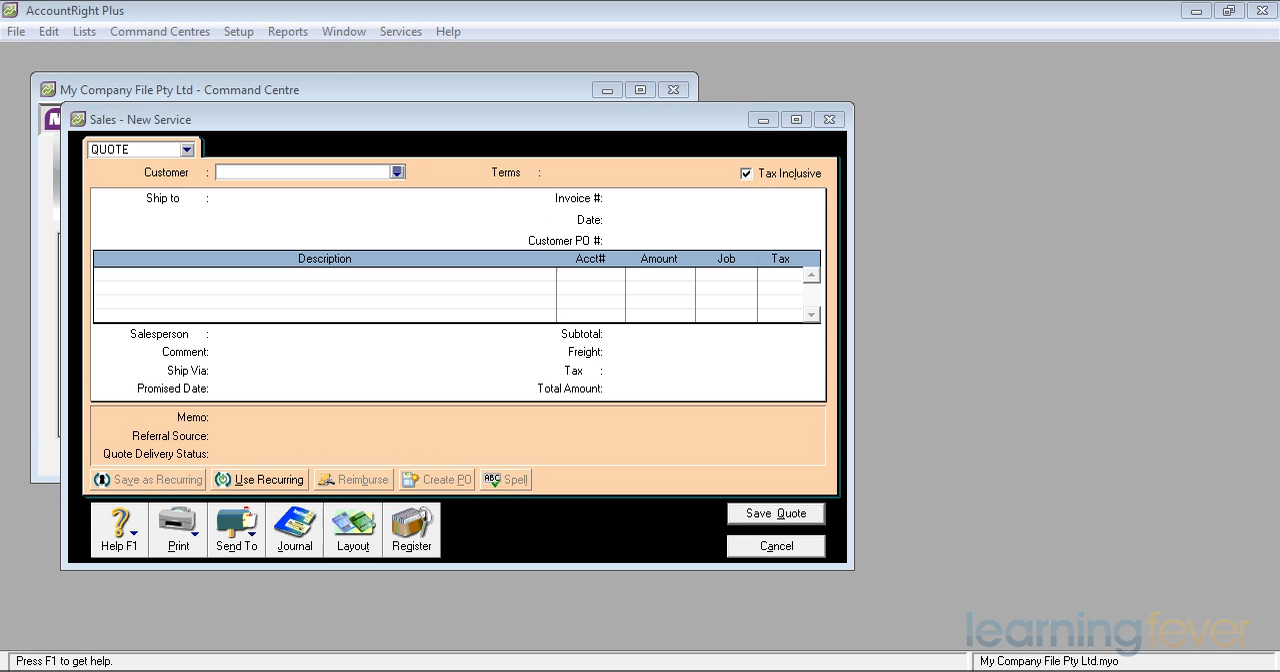 AccountRight Plus
File Edit Lists Command Centres Setup Reports Window Services Help
My Company File Pty Ltd - Command Centre
Sales - New Service
QUOTE
Customer : Terms : Tax Inclusive
Ship to : Invoice #:
Date:
Customer PO #:
Description Acct# Amount Job Tax
Salesperson : Subtotal:
Comment: Freight:
Ship Via: Tax :
Promised Date: Total Amount:
Memo:
Referral Source:
Quote Delivery Status:
Save as Recurring Use Recurring Reimburse Create PO ABC Spell
Save Quote
Help F1 Print Send To Journal Layout Register Cancel
learningfever
Press F1 to get help. My Company File Pty Ltd.myo